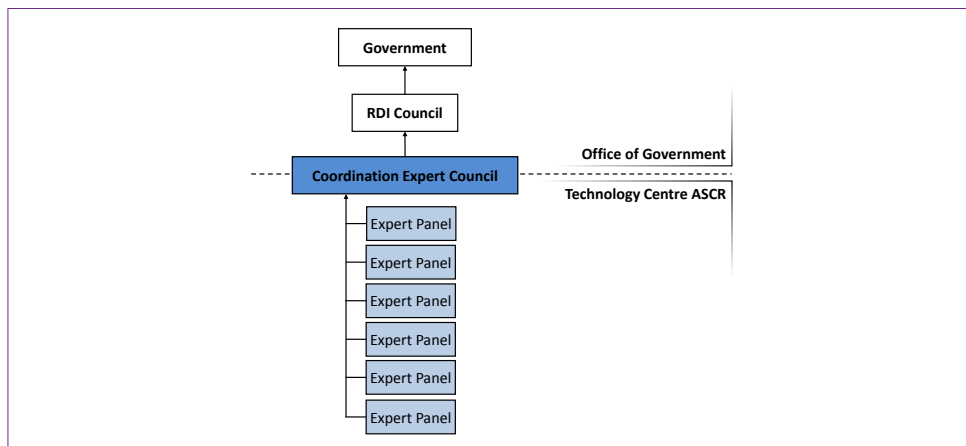 Government
RDI Council
Office of Government
Coordination Expert Council
Technology Centre ASCR
Expert Panel
Expert Panel
Expert Panel
Expert Panel
Expert Panel
Expert Panel